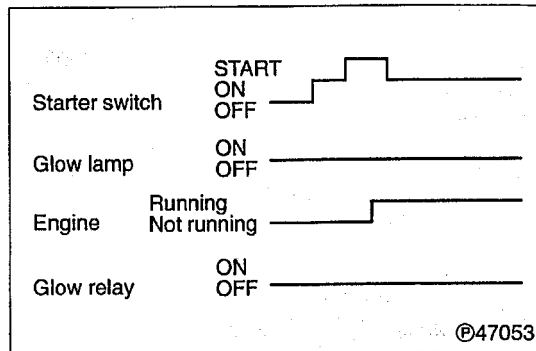 START
ON
Starter switch OFF
ON
Glow lamp OFF
Running
Engine Not running
ON
Glow relay OFF
Ⓟ47053